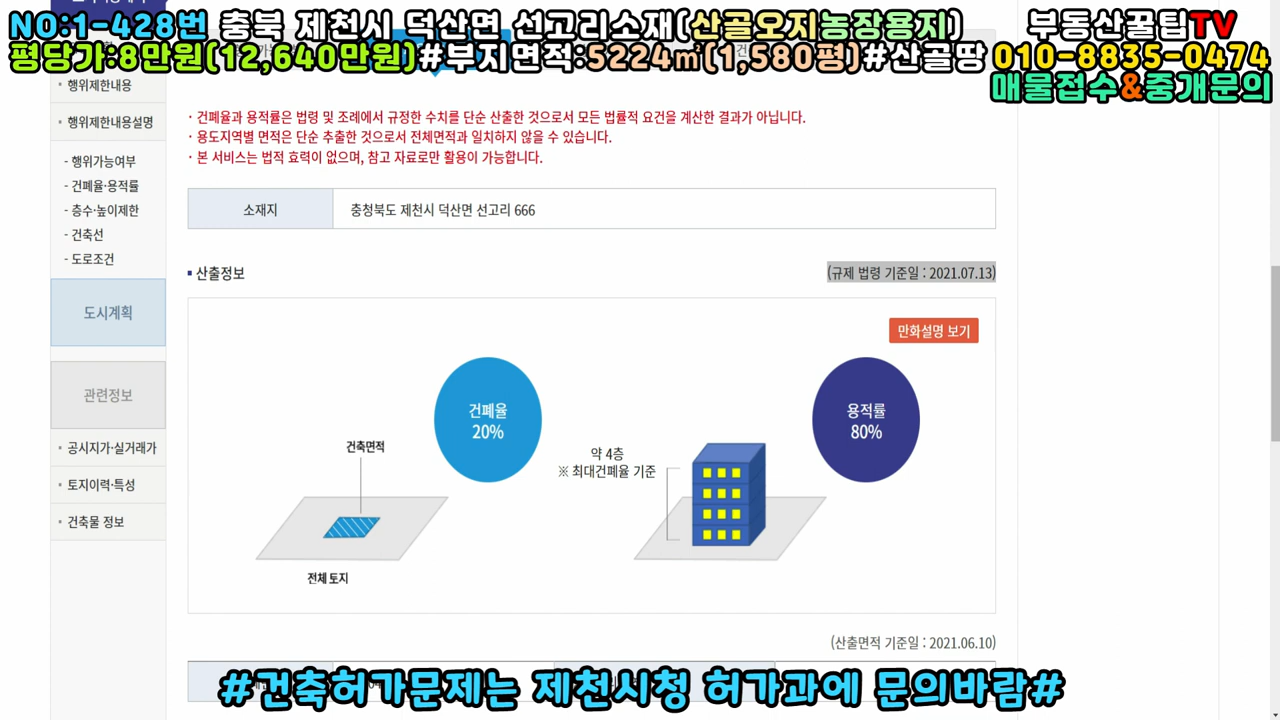 NO:1-428번 충북 제천시 덕산면 선고리소재(산골오지농장용지)
부동산꿀팁TV
평당가:8만원(12,640만원)#부지면적:5224㎡(1,580평)#산골땅
010-8835-0474
매물접수&중개문의
· 행위제한내용
· 행위제한내용설명
- 행위가능여부
- 건폐율·용적률
- 층수·높이제한
- 건축선
- 도로조건
도시계획
관련정보
· 공시지가·실거래가
· 토지이력·특성
· 건축물 정보
· 건폐율과 용적률은 법령 및 조례에서 규정한 수치를 단순 산출한 것으로서 모든 법률적 요건을 계산한 결과가 아닙니다.
· 용도지역별 면적은 단순 추출한 것으로서 전체면적과 일치하지 않을 수 있습니다.
· 본 서비스는 법적 효력이 없으며, 참고 자료로만 활용이 가능합니다.
소재지 충청북도 제천시 덕산면 선고리 666
산출정보
(규제 법령 기준일 : 2021.07.13)
만화설명 보기
건폐율
20%
용적률
80%
건축면적
전체 토지
약 4층
※ 최대건폐율 기준
(산출면적 기준일 : 2021.06.10)
#건축허가문제는 제천시청 허가과에 문의바람#